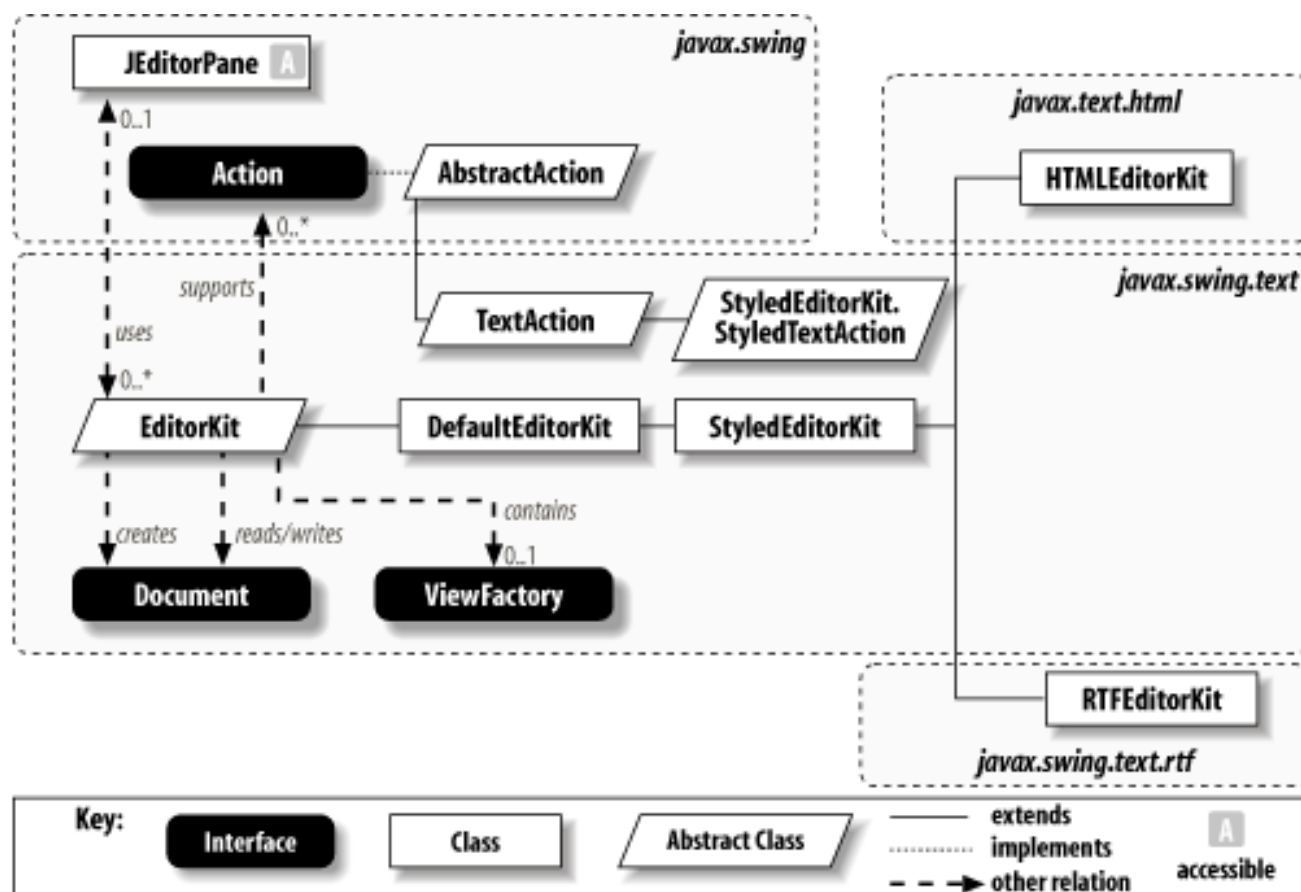 javax.swing
JEditorPane A
0..1
javax.text.html
Action
AbstractAction
HTMLEditorKit
0..*
supports
javax.swing.text
uses
TextAction
StyledEditorKit.
StyledTextAction
0..*
EditorKit
DefaultEditorKit
StyledEditorKit
creates
reads/writes
contains
0..1
Document
ViewFactory
RTFEditorKit
javax.swing.text.rtf
Key:
Interface
Class
Abstract Class
extends
implements
other relation
A
accessible